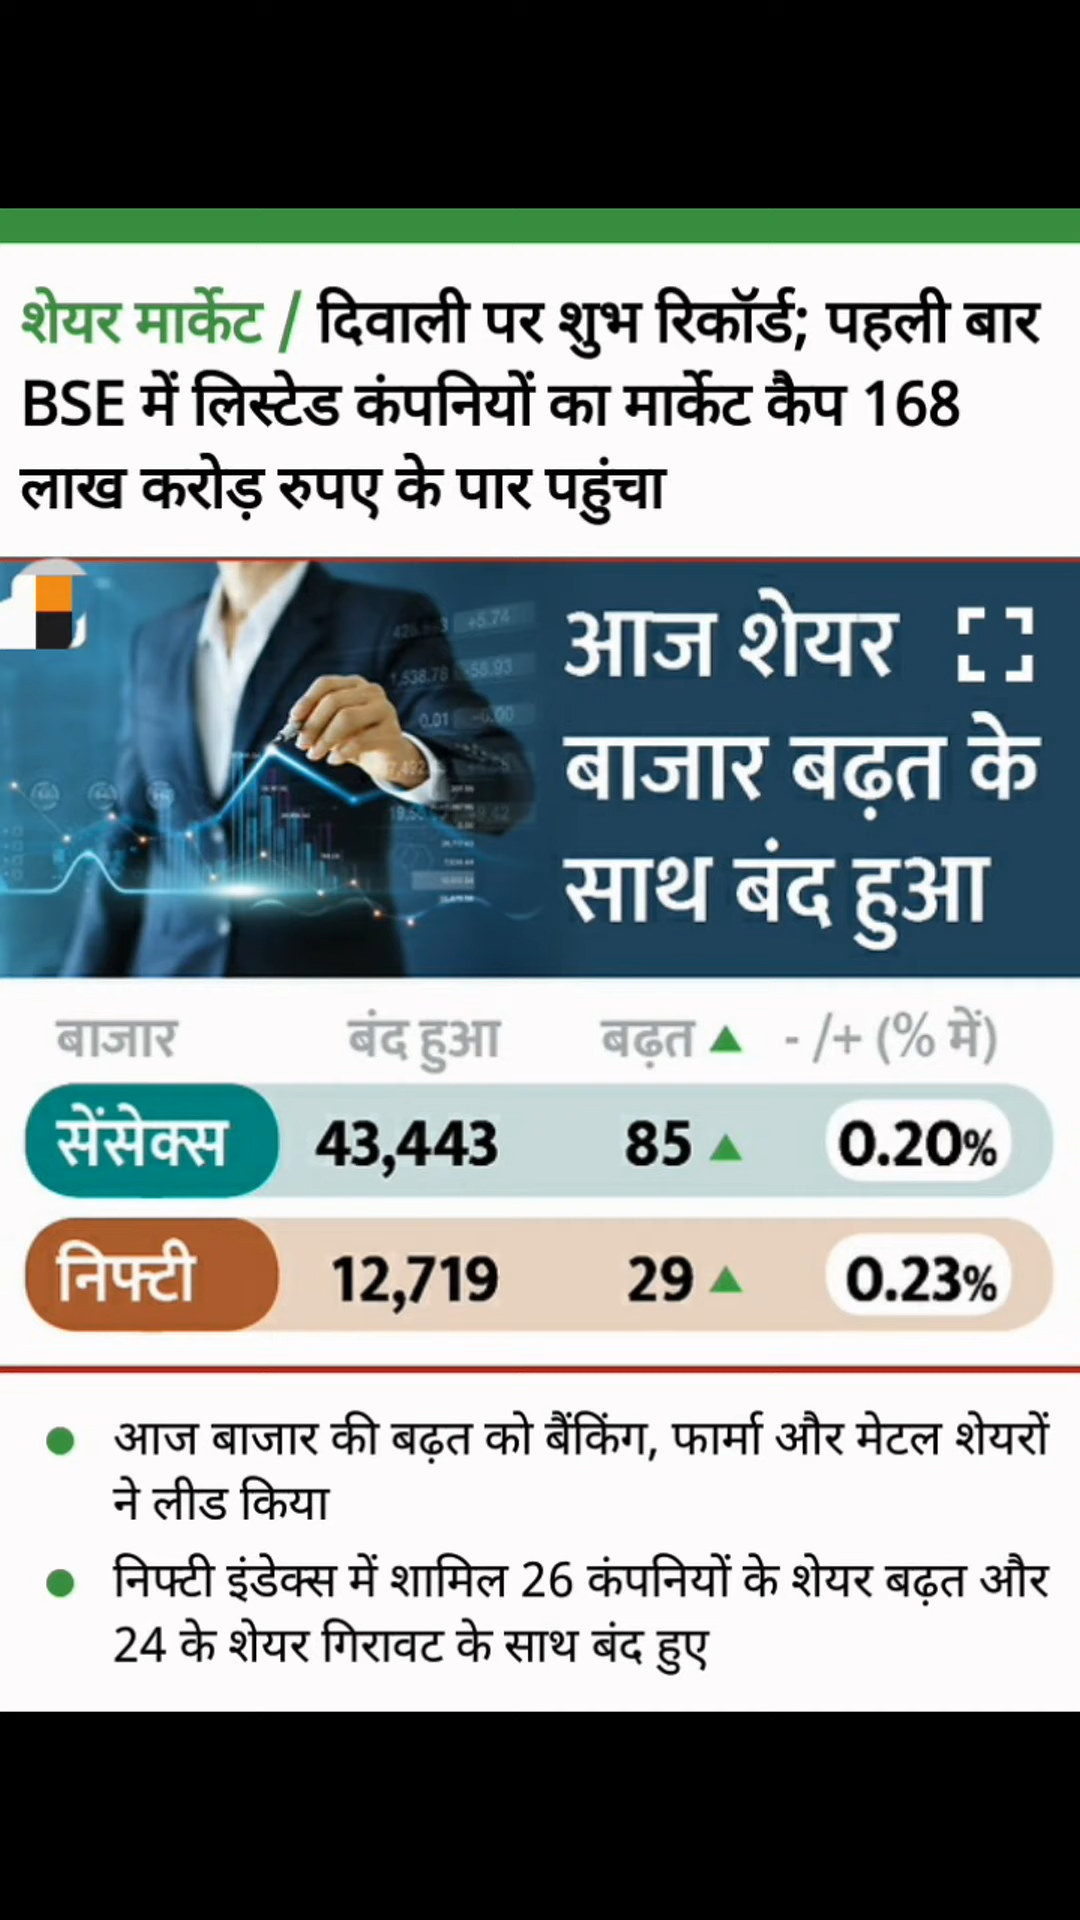 शेयर मार्केट / दिवाली पर शुभ रिकॉर्ड; पहली बार
BSE में लिस्टेड कंपनियों का मार्केट कैप 168
लाख करोड़ रुपए के पार पहुंचा
आज शेयर
बाजार बढ़त के
साथ बंद हुआ
बाजार बंद हुआ बढ़त ▲ - /+ (% में)
सेंसेक्स 43,443 85 ▲ 0.20%
निफ्टी 12,719 29 ▲ 0.23%
आज बाजार की बढ़त को बैंकिंग, फार्मा और मेटल शेयरों
ने लीड किया
निफ्टी इंडेक्स में शामिल 26 कंपनियों के शेयर बढ़त और
24 के शेयर गिरावट के साथ बंद हुए